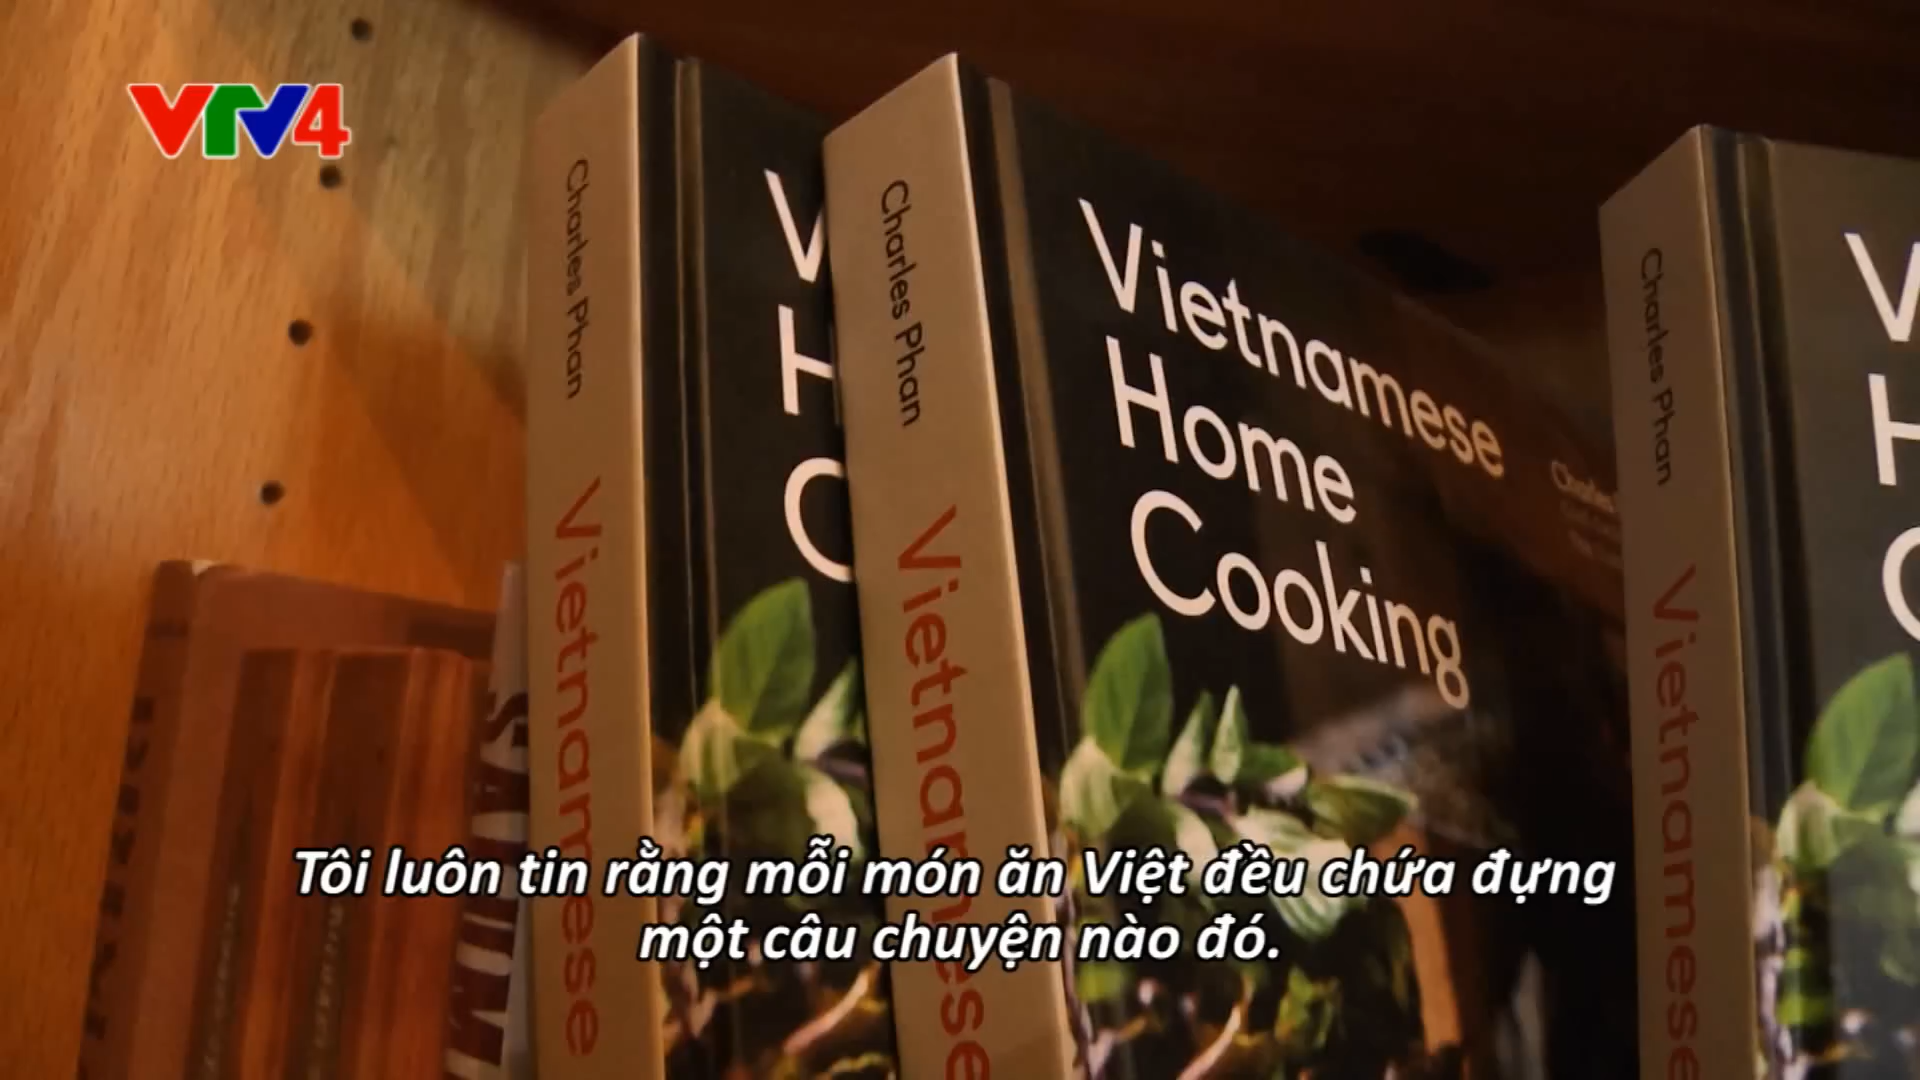 VTV4
Charles Phan
Vietnamese
V
H
C
Charles Phan
Vietnamese
Vietnamese
Home
Cooking
Charles Phan
Vietnamese
V
H
C
Tôi luôn tin rằng mỗi món ăn Việt đều chứa đựng
một câu chuyện nào đó.